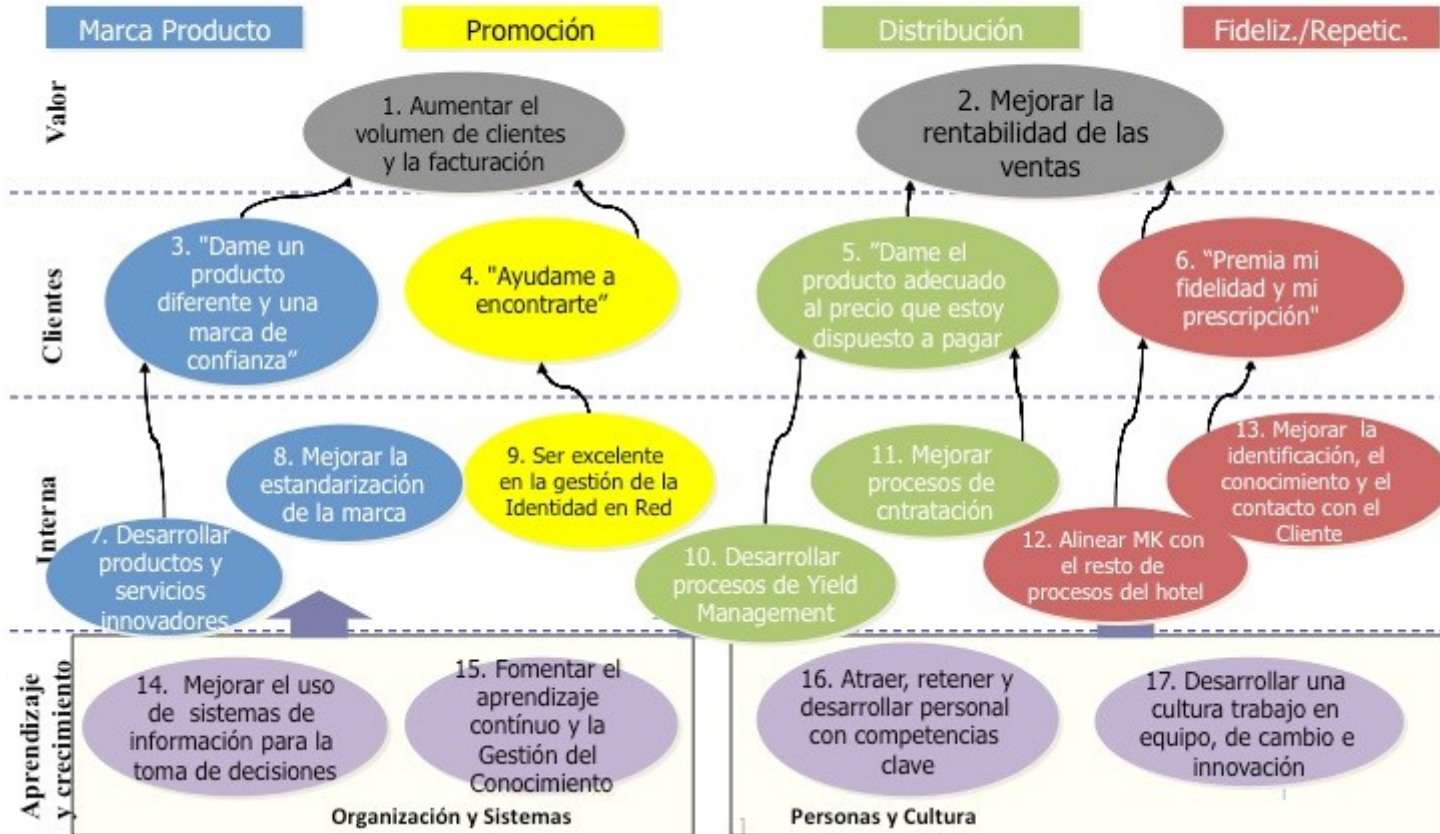 Marca Producto
Promoción
Distribución
Fideliz./Repetic.
Valor
1. Aumentar el
volumen de clientes
y la facturación
2. Mejorar la
rentabilidad de las
ventas
Clientes
3. "Dame un
producto
diferente y una
marca de
confianza”
4. "Ayudame a
encontrarte”
5. ”Dame el
producto adecuado
al precio que estoy
dispuesto a pagar
6. “Premia mi
fidelidad y mi
prescripción"
Interna
7. Desarrollar
productos y
servicios
innovadores
8. Mejorar la
estandarización
de la marca
9. Ser excelente
en la gestión de la
Identidad en Red
10. Desarrollar
procesos de Yield
Management
11. Mejorar
procesos de
cntratación
12. Alinear MK con
el resto de
procesos del hotel
13. Mejorar la
identificación, el
conocimiento y el
contacto con el
Cliente
Aprendizaje
y crecimiento
14. Mejorar el uso
de sistemas de
información para la
toma de decisiones
15. Fomentar el
aprendizaje
contínuo y la
Gestión del
Conocimiento
Organización y Sistemas
16. Atraer, retener y
desarrollar personal
con competencias
clave
17. Desarrollar una
cultura trabajo en
equipo, de cambio e
innovación
Personas y Cultura
1